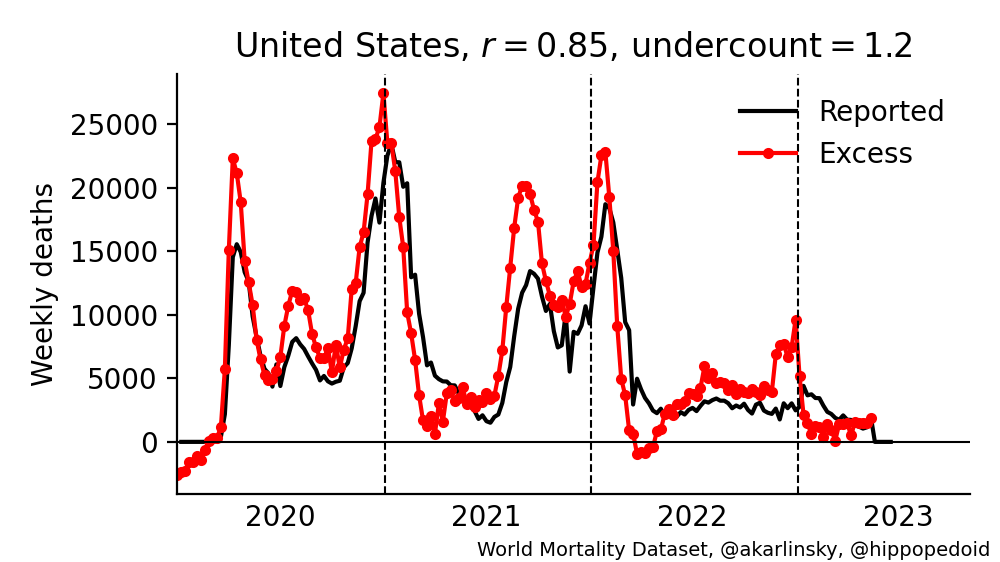 United States, r = 0.85, undercount = 1.2
Reported
Excess
Weekly deaths
25000
20000
15000
10000
5000
0
2020 2021 2022 2023
World Mortality Dataset, @akarlinsky, @hippopedoid